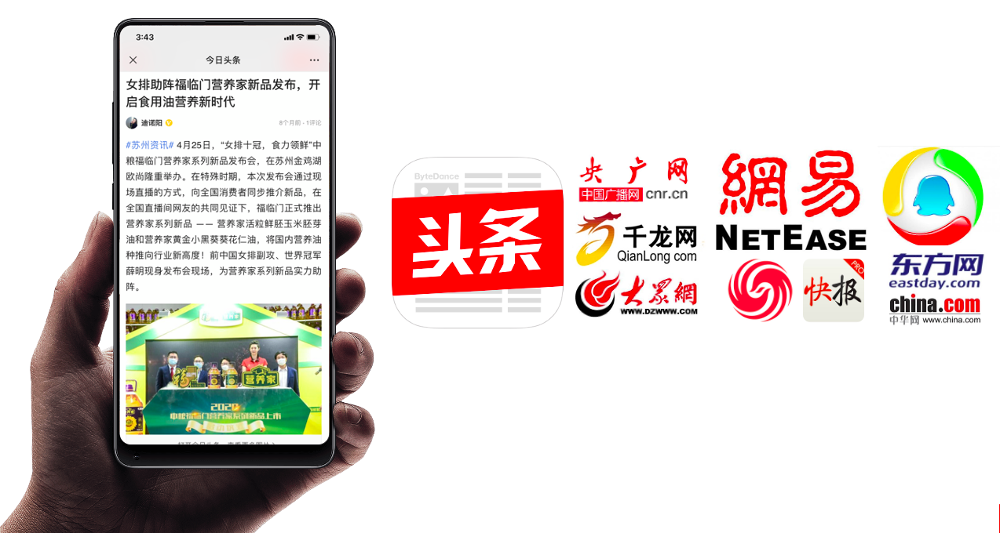 3:43
今日头条
女排助阵福临门营养家新品发布，开
启食用油营养新时代
迪诺阳
8个月前 · 1评论
#苏州资讯# 4月25日，“女排十冠，食力领鲜”中
粮福临门营养家系列新品发布会，在苏州金鸡湖
欧尚隆重举办。在特殊时期，本次发布会通过现
场直播的方式，向全国消费者同步推介新品，在
全国直播间网友的共同见证下，福临门正式推出
营养家系列新品 —— 营养家活粒鲜胚玉米胚芽
油和营养家黄金小黑葵葵花仁油，将国内营养油
种推向行业新高度！前中国女排副攻、世界冠军
薛明现身发布会现场，为营养家系列新品实力助
阵。
福
营养家
2020
中粮福临门营养家系列新品上市
ByteDance
头条
央广网
中国广播网 cnr.cn
千龙网
QianLong.com
大眾網
WWW.DZWWW.COM
網易
NETEASE
快报
PRO
东方网
eastday.com
china.com
中华网 www.china.com